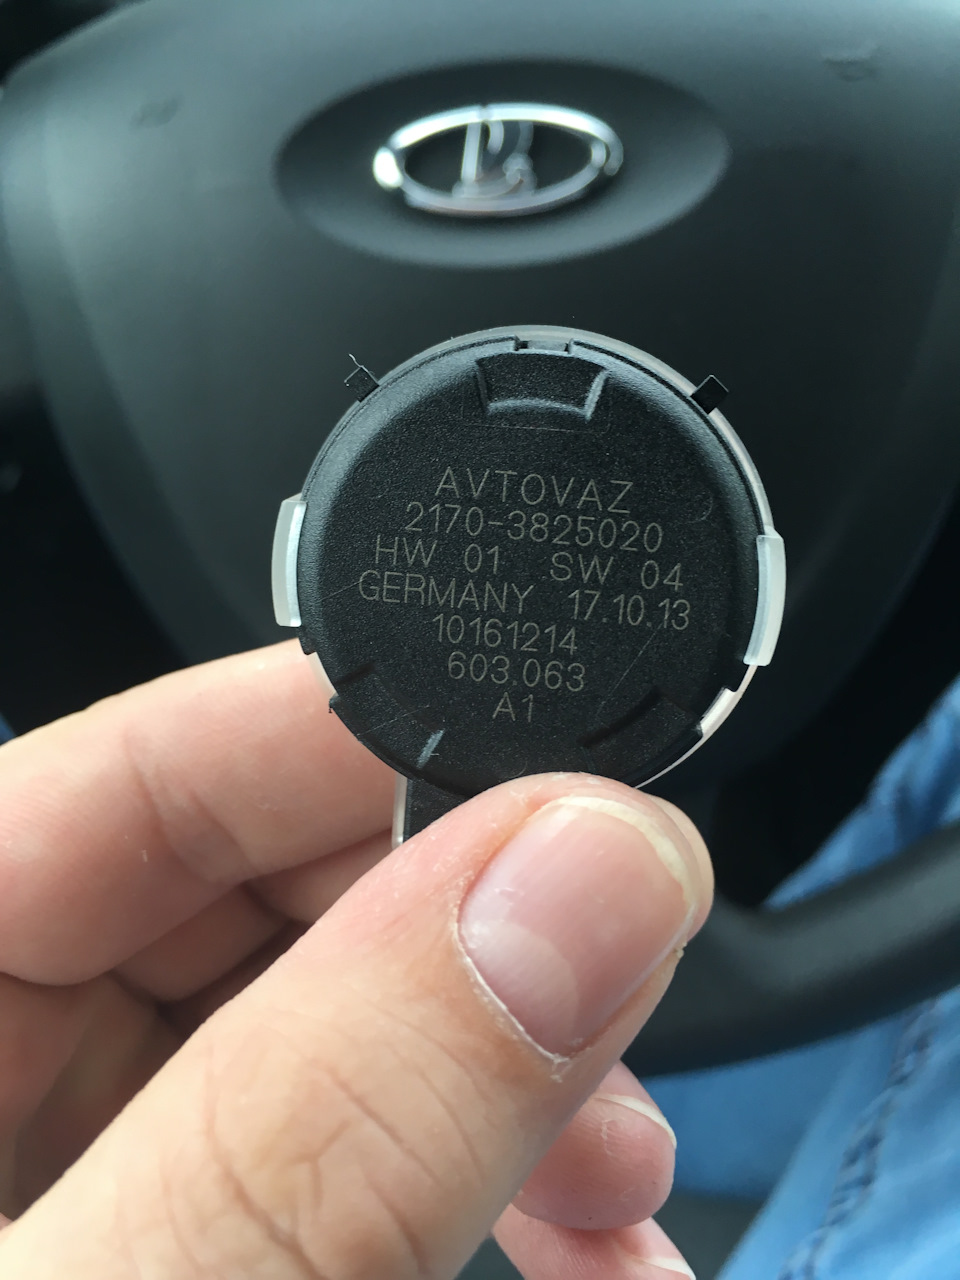 AVTOVAZ
2170-3825020
HW 01 SW 04
GERMANY 17.10.13
10161214
603.063
A1